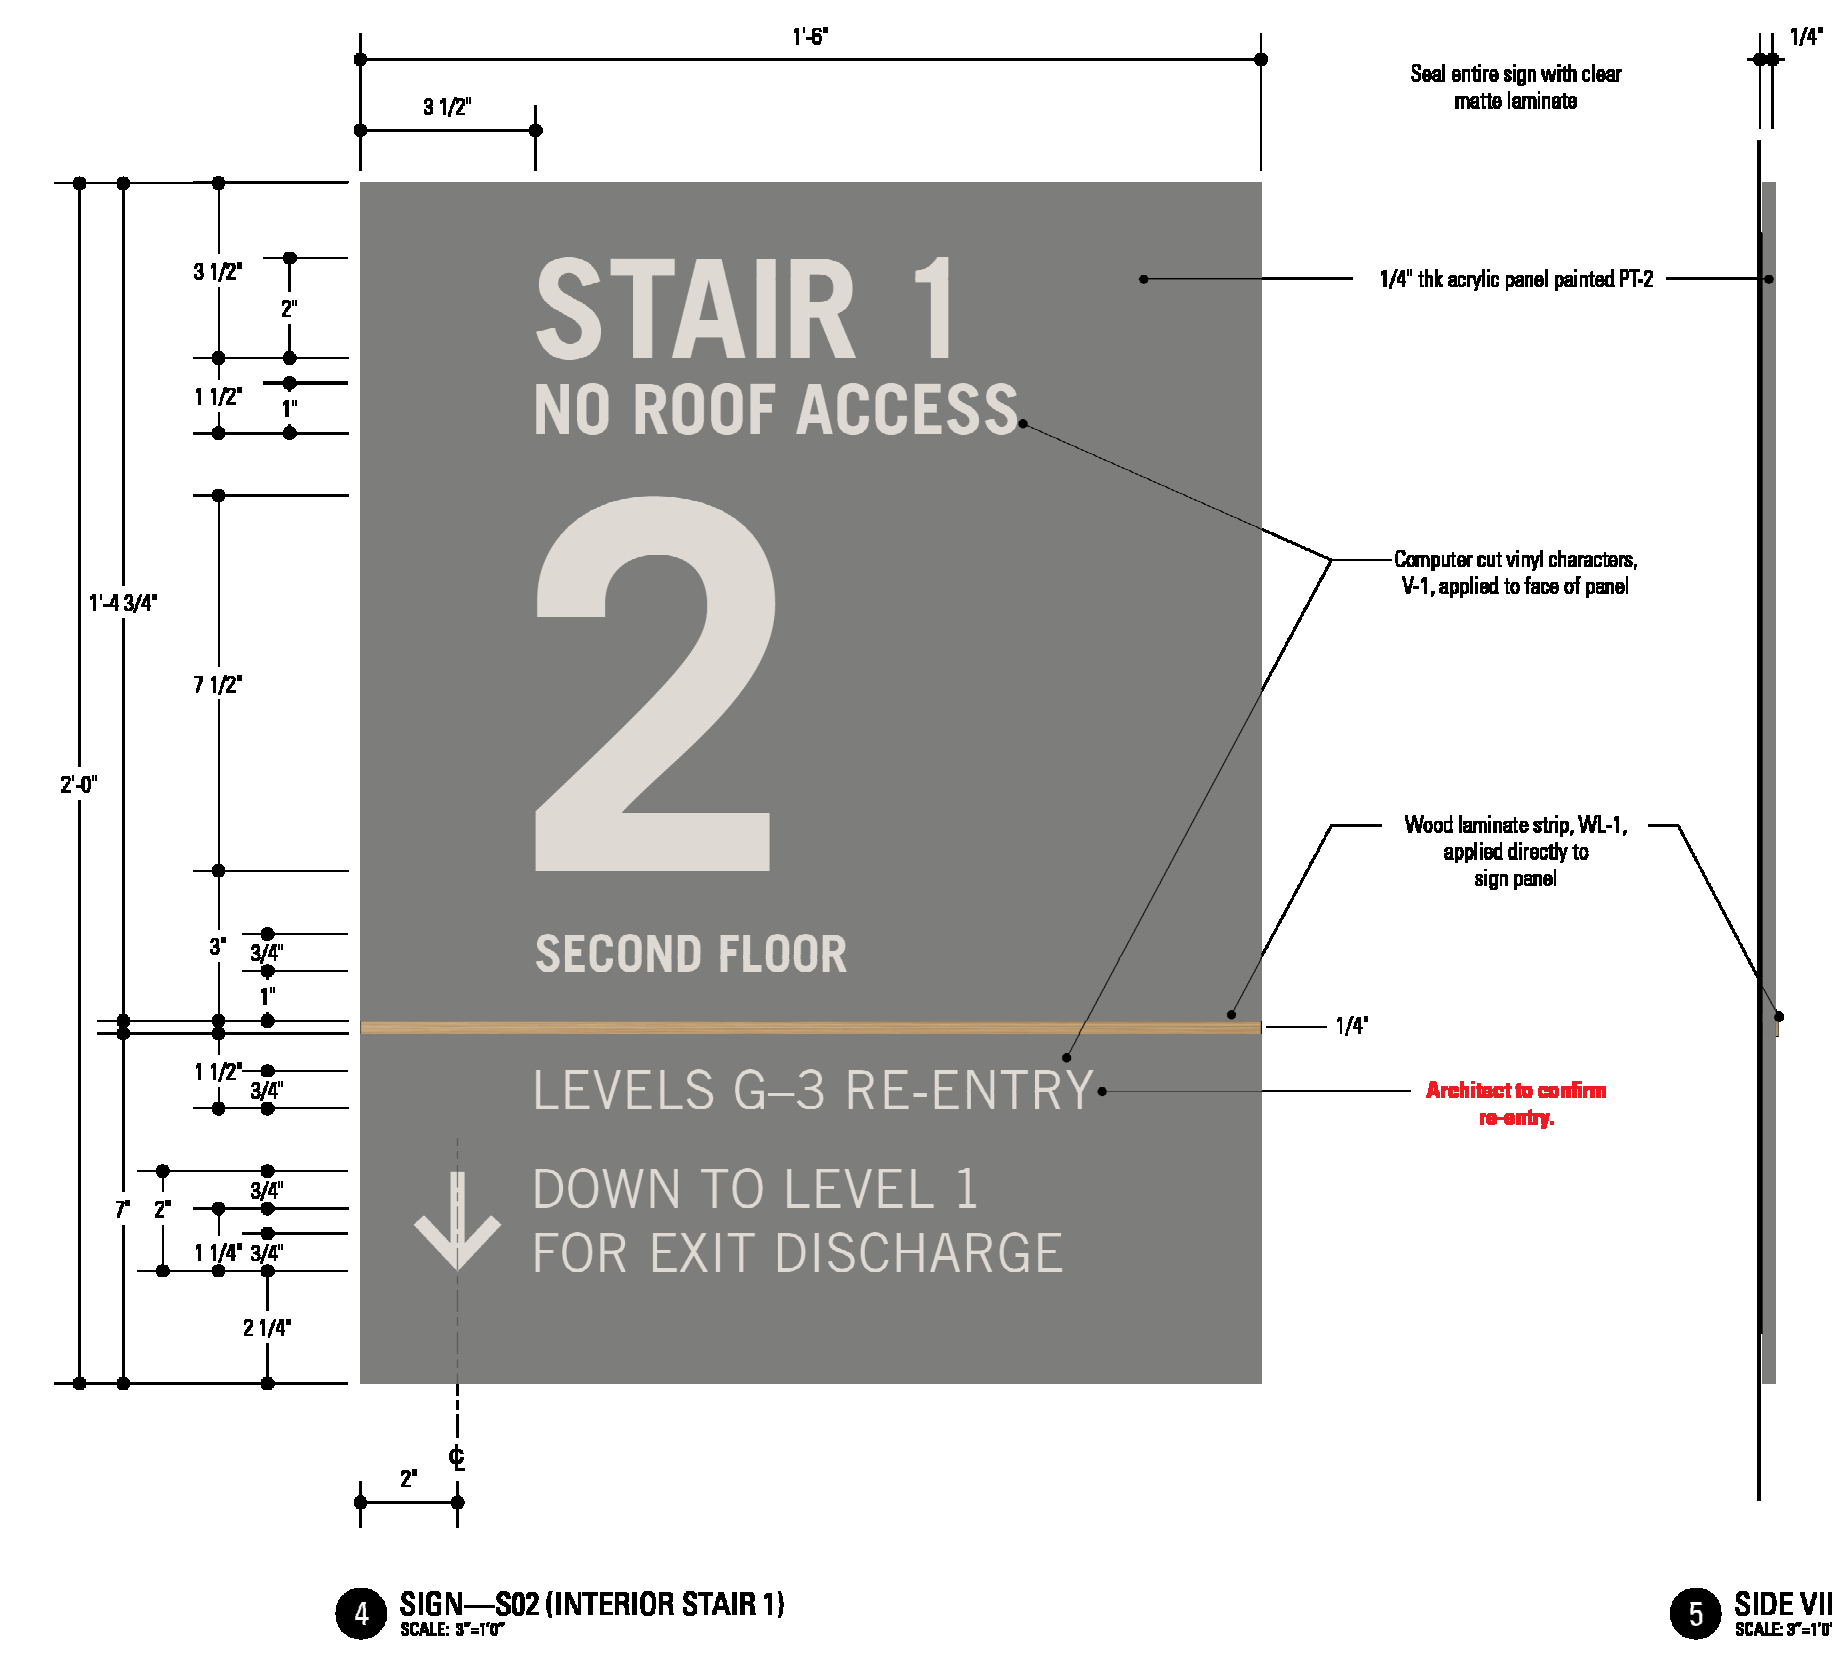 1'-6"
1/4"
Seal entire sign with clear
matte laminate
3 1/2"
STAIR 1
3 1/2"
2"
1/4" thk acrylic panel painted PT-2
NO ROOF ACCESS
1 1/2"
1"
2
Computer cut vinyl characters,
V-1, applied to face of panel
1'-4 3/4"
7 1/2"
2'-0"
Wood laminate strip, WL-1,
applied directly to
sign panel
SECOND FLOOR
3"
3/4"
1"
1/4"
LEVELS G–3 RE-ENTRY
1 1/2"
3/4"
Architect to confirm
re-entry.
DOWN TO LEVEL 1
FOR EXIT DISCHARGE
3/4"
7"
2"
1 1/4"
3/4"
2 1/4"
℄
2"
4
SIGN—S02 (INTERIOR STAIR 1)
SCALE: 3"=1'0"
5
SIDE VI
SCALE: 3"=1'0"